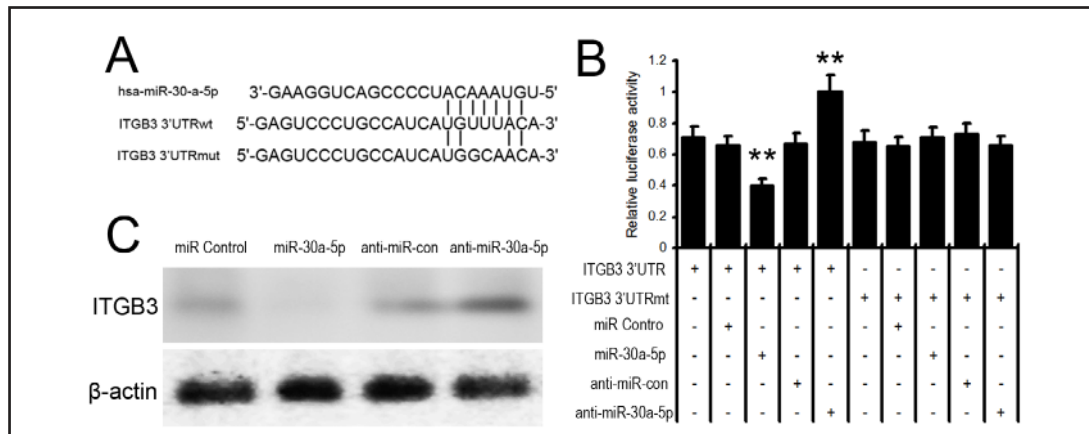 A
hsa-miR-30-a-5p 3'-GAAGGUCAGCCCCUACAAAUGU-5'
ITGB3 3'UTRwt 5'-GAGUCCCUGCCAUCAUGUUUACA-3'
ITGB3 3'UTRmut 5'-GAGUCCCUGCCAUCAUGGCAACA-3'
B
Relative luciferase activity
1.2
1
0.8
0.6
0.4
0.2
0
**
**
ITGB3 3'UTR + + + + + - - - - -
ITGB3 3'UTRmt - - - - - + + + + +
miR Contro - + - - - - + - - -
miR-30a-5p - - + - - - - + - -
anti-miR-con - - - + - - - - + -
anti-miR-30a-5p - - - - + - - - - +
C
miR Control miR-30a-5p anti-miR-con anti-miR-30a-5p
ITGB3
β-actin